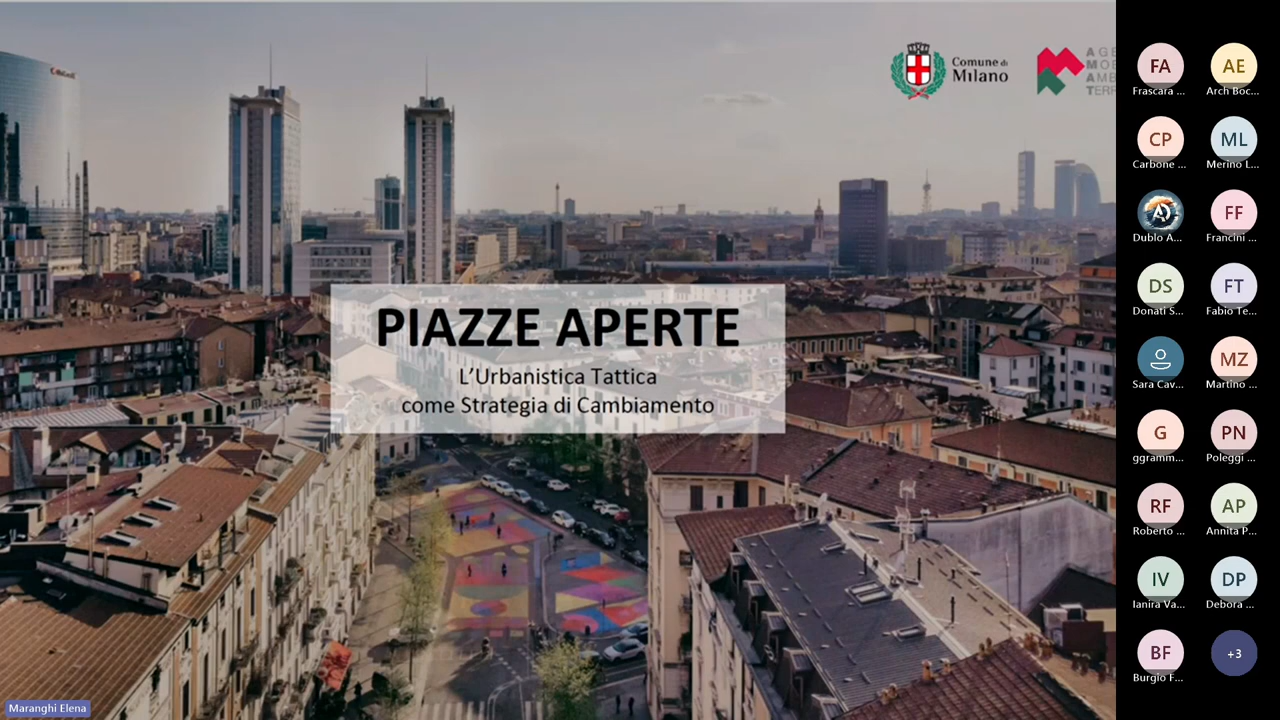 Comune di
Milano
PIAZZE APERTE
L'Urbanistica Tattica
come Strategia di Cambiamento
Maranghi Elena
FA
Frascara ...
AE
Arch Boc...
CP
Carbone ...
ML
Merino L...
Dublo A...
FF
Francini ...
DS
Donati S...
FT
Fabio Te...
Sara Cav...
MZ
Martino ...
G
ggramm...
PN
Poleggi ...
RF
Roberto ...
AP
Annita P...
IV
Ianira Va...
DP
Debora ...
BF
Burgio F...
+3